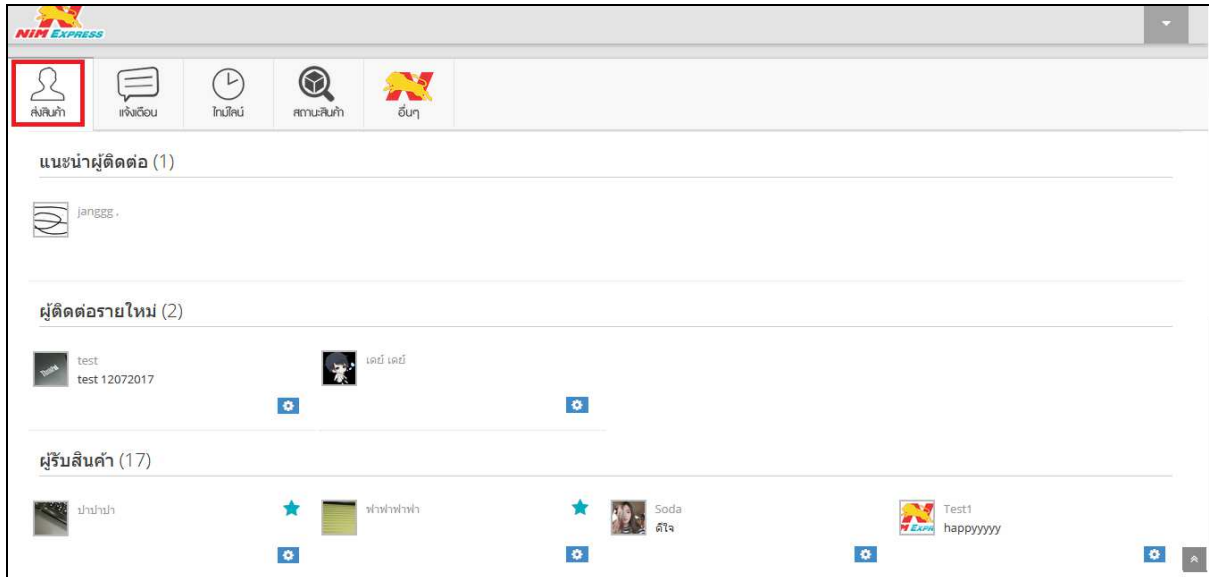 NiM EXPRESS
ส่งสินค้า
แจ้งเตือน
ไทม์ไลน์
สถานะสินค้า
อื่นๆ
แนะนำผู้ติดต่อ (1)
janggg .
ผู้ติดต่อรายใหม่ (2)
test
test 12072017
เดย์ เดย์
ผู้รับสินค้า (17)
ปาปาปา
ฟาฟาฟาฟา
Soda
ดีใจ
Test1
happyyyyy